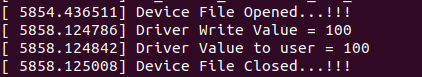 [ 5854.436511] Device File Opened...!!!
[ 5858.124786] Driver Write Value = 100
[ 5858.124842] Driver Value to user = 100
[ 5858.125008] Device File Closed...!!!